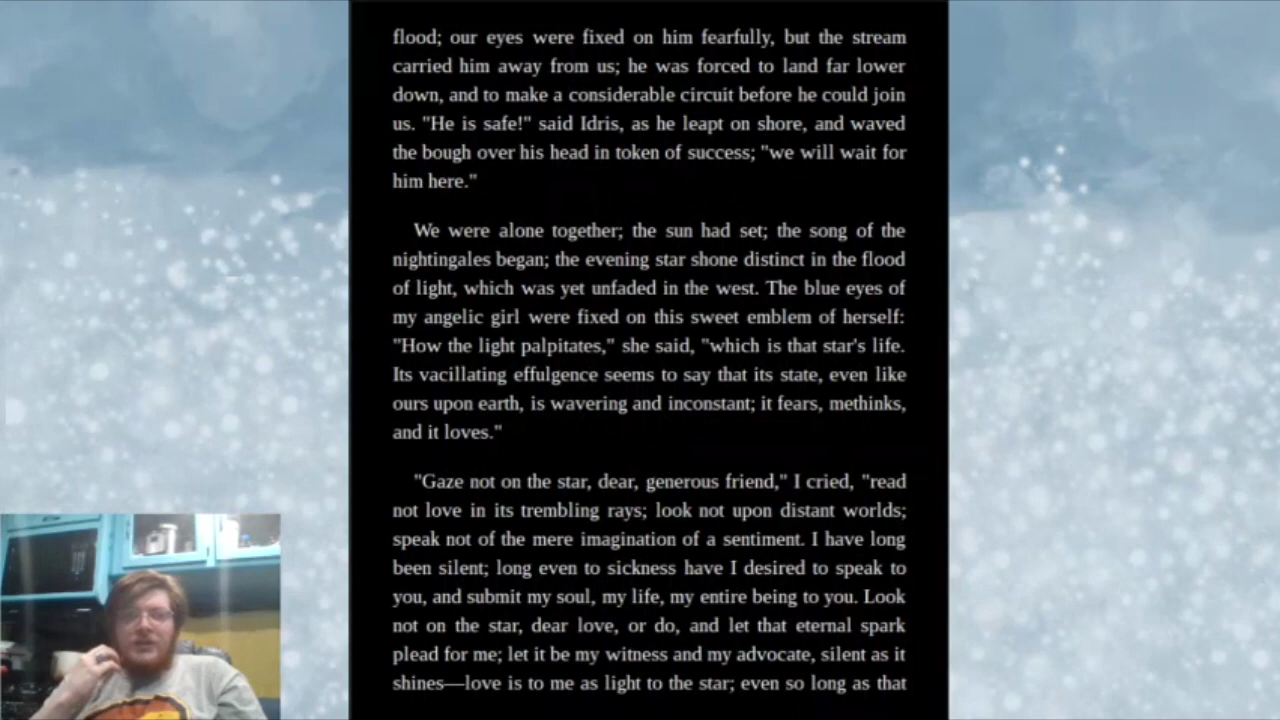 flood; our eyes were fixed on him fearfully, but the stream
carried him away from us; he was forced to land far lower
down, and to make a considerable circuit before he could join
us. "He is safe!" said Idris, as he leapt on shore, and waved
the bough over his head in token of success; "we will wait for
him here."
We were alone together; the sun had set; the song of the
nightingales began; the evening star shone distinct in the flood
of light, which was yet unfaded in the west. The blue eyes of
my angelic girl were fixed on this sweet emblem of herself:
"How the light palpitates," she said, "which is that star's life.
Its vacillating effulgence seems to say that its state, even like
ours upon earth, is wavering and inconstant; it fears, methinks,
and it loves."
"Gaze not on the star, dear, generous friend," I cried, "read
not love in its trembling rays; look not upon distant worlds;
speak not of the mere imagination of a sentiment. I have long
been silent; long even to sickness have I desired to speak to
you, and submit my soul, my life, my entire being to you. Look
not on the star, dear love, or do, and let that eternal spark
plead for me; let it be my witness and my advocate, silent as it
shines—love is to me as light to the star; even so long as that